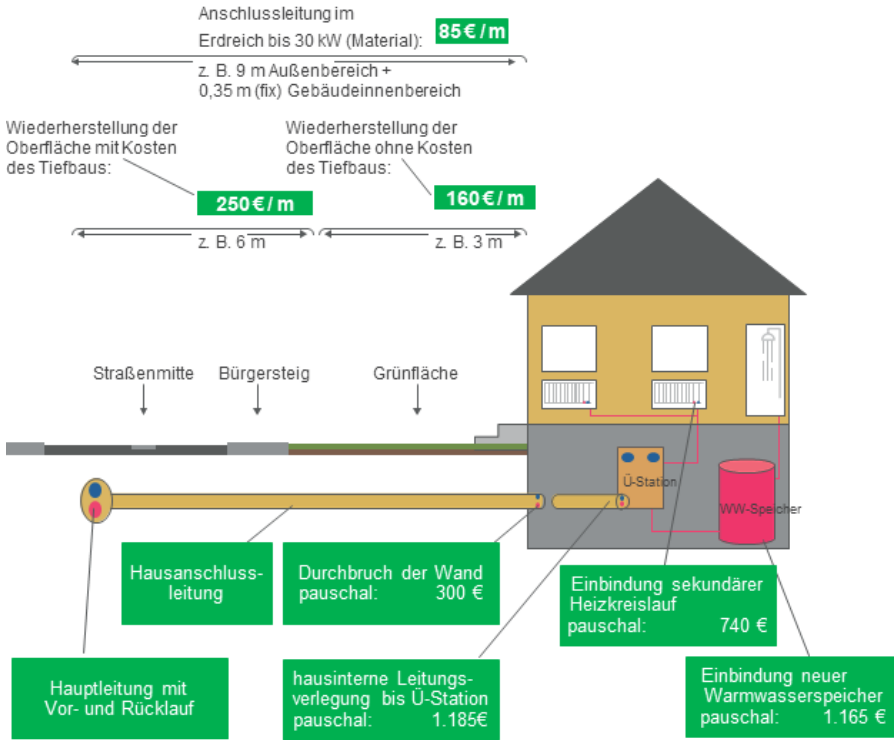 Anschlussleitung im
Erdreich bis 30 kW (Material): 85 € / m
z. B. 9 m Außenbereich +
0,35 m (fix) Gebäudeinnenbereich
Wiederherstellung der
Oberfläche mit Kosten
des Tiefbaus:
250 € / m
z. B. 6 m
Wiederherstellung der
Oberfläche ohne Kosten
des Tiefbaus:
160 € / m
z. B. 3 m
Straßenmitte
Bürgersteig
Grünfläche
Ü-Station
WW-Speicher
Hausanschluss-
leitung
Durchbruch der Wand
pauschal: 300 €
Einbindung sekundärer
Heizkreislauf
pauschal: 740 €
Hauptleitung mit
Vor- und Rücklauf
hausinterne Leitungs-
verlegung bis Ü-Station
pauschal: 1.185€
Einbindung neuer
Warmwasserspeicher
pauschal: 1.165 €